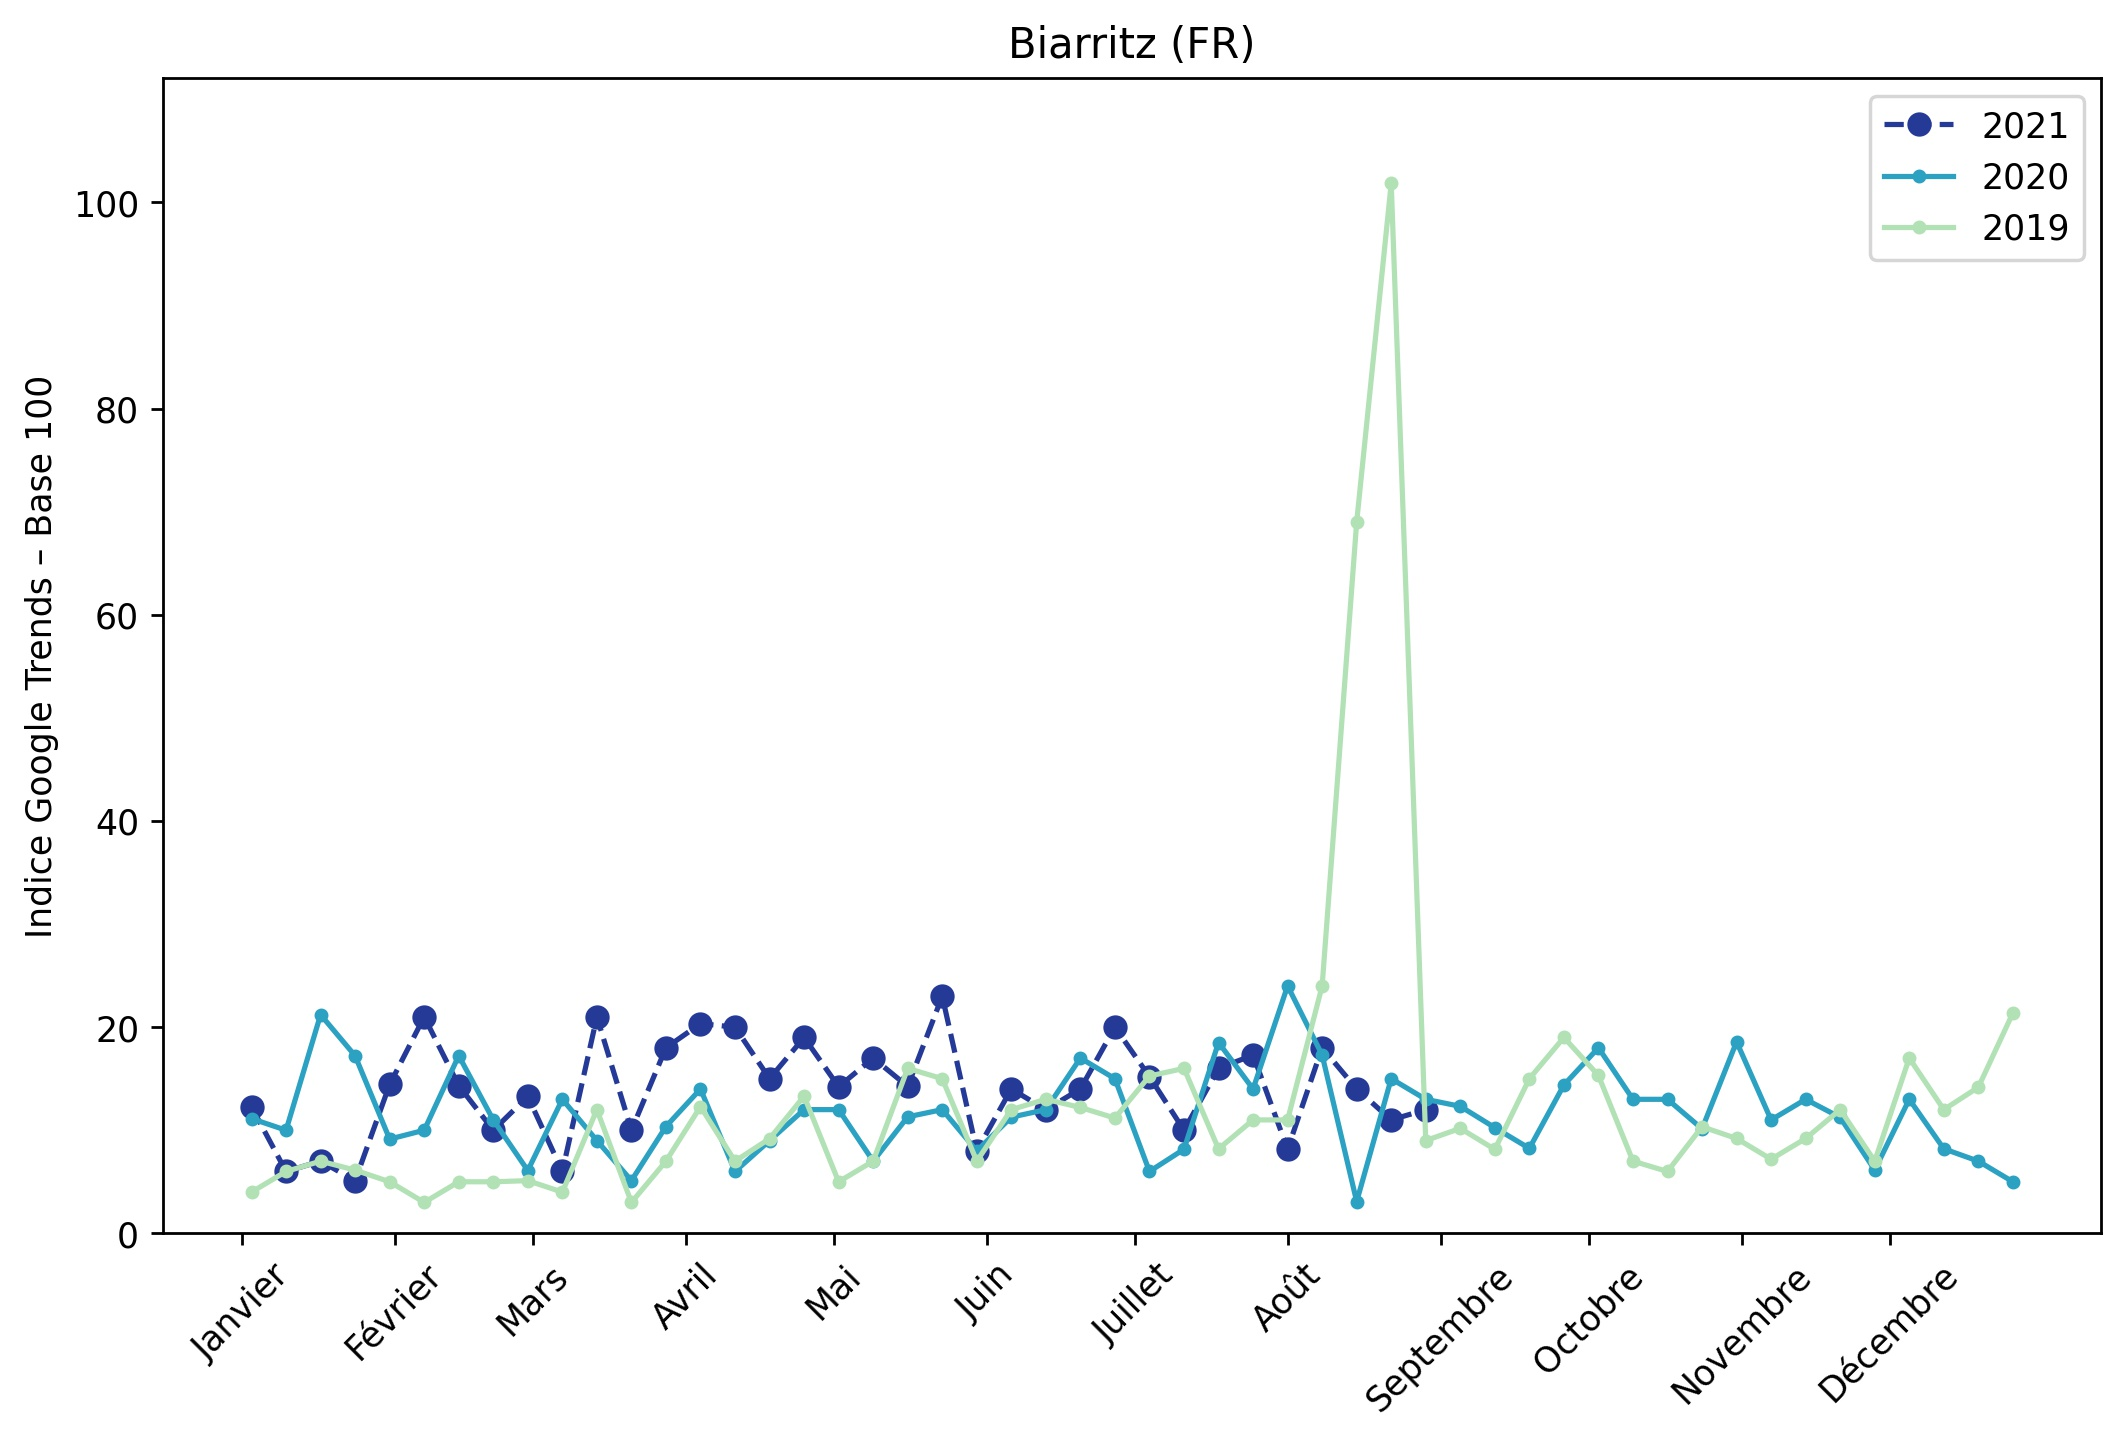 Biarritz (FR)
2021
2020
2019
Indice Google Trends – Base 100
100
80
60
40
20
0
Janvier
Février
Mars
Avril
Mai
Juin
Juillet
Août
Septembre
Octobre
Novembre
Décembre